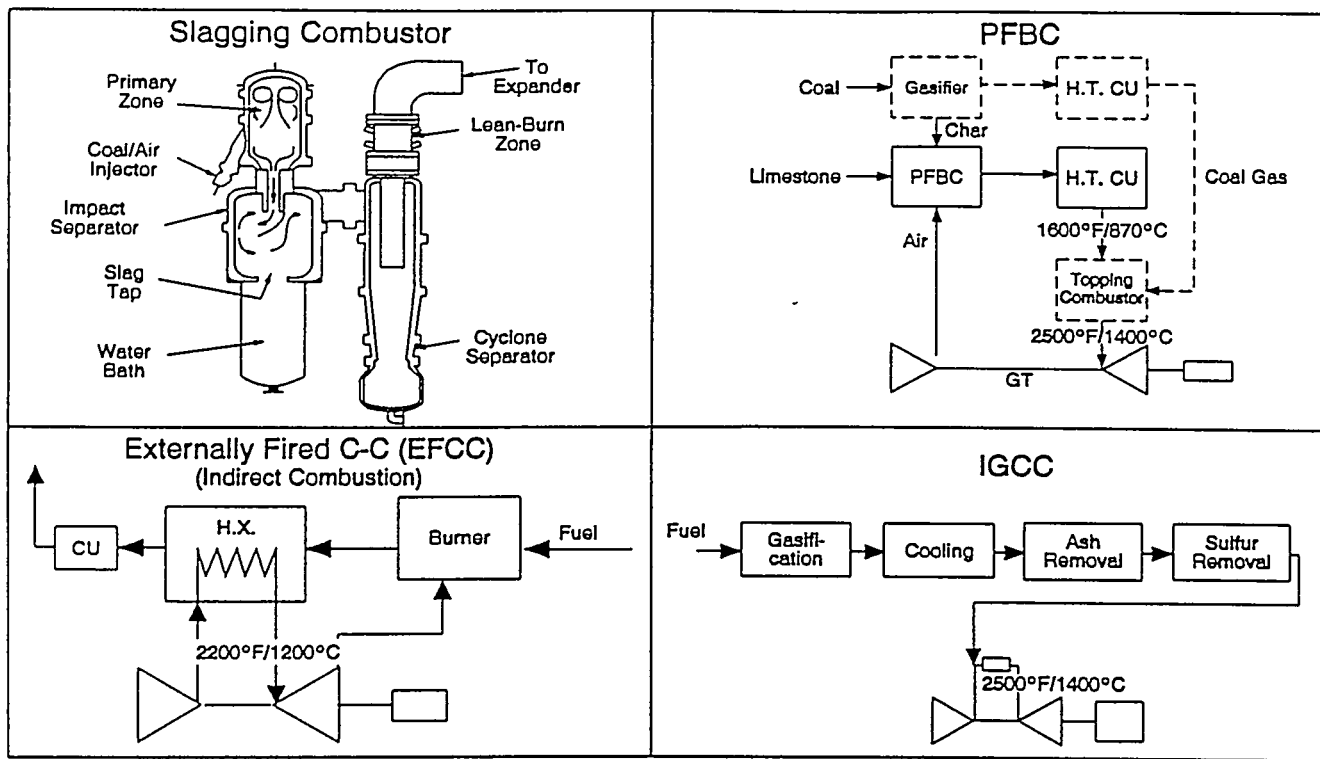 Slagging Combustor
Primary
Zone
Coal/Air
Injector
Impact
Separator
Slag
Tap
Water
Bath
To
Expander
Lean-Burn
Zone
Cyclone
Separator
PFBC
Coal
Gasifier
H.T. CU
Char
Limestone
PFBC
H.T. CU
Coal Gas
Air
1600°F/870°C
Topping
Combustor
2500°F/1400°C
GT
Externally Fired C-C (EFCC)
(Indirect Combustion)
CU
H.X.
Burner
Fuel
2200°F/1200°C
IGCC
Fuel
Gasifi-
cation
Cooling
Ash
Removal
Sulfur
Removal
2500°F/1400°C